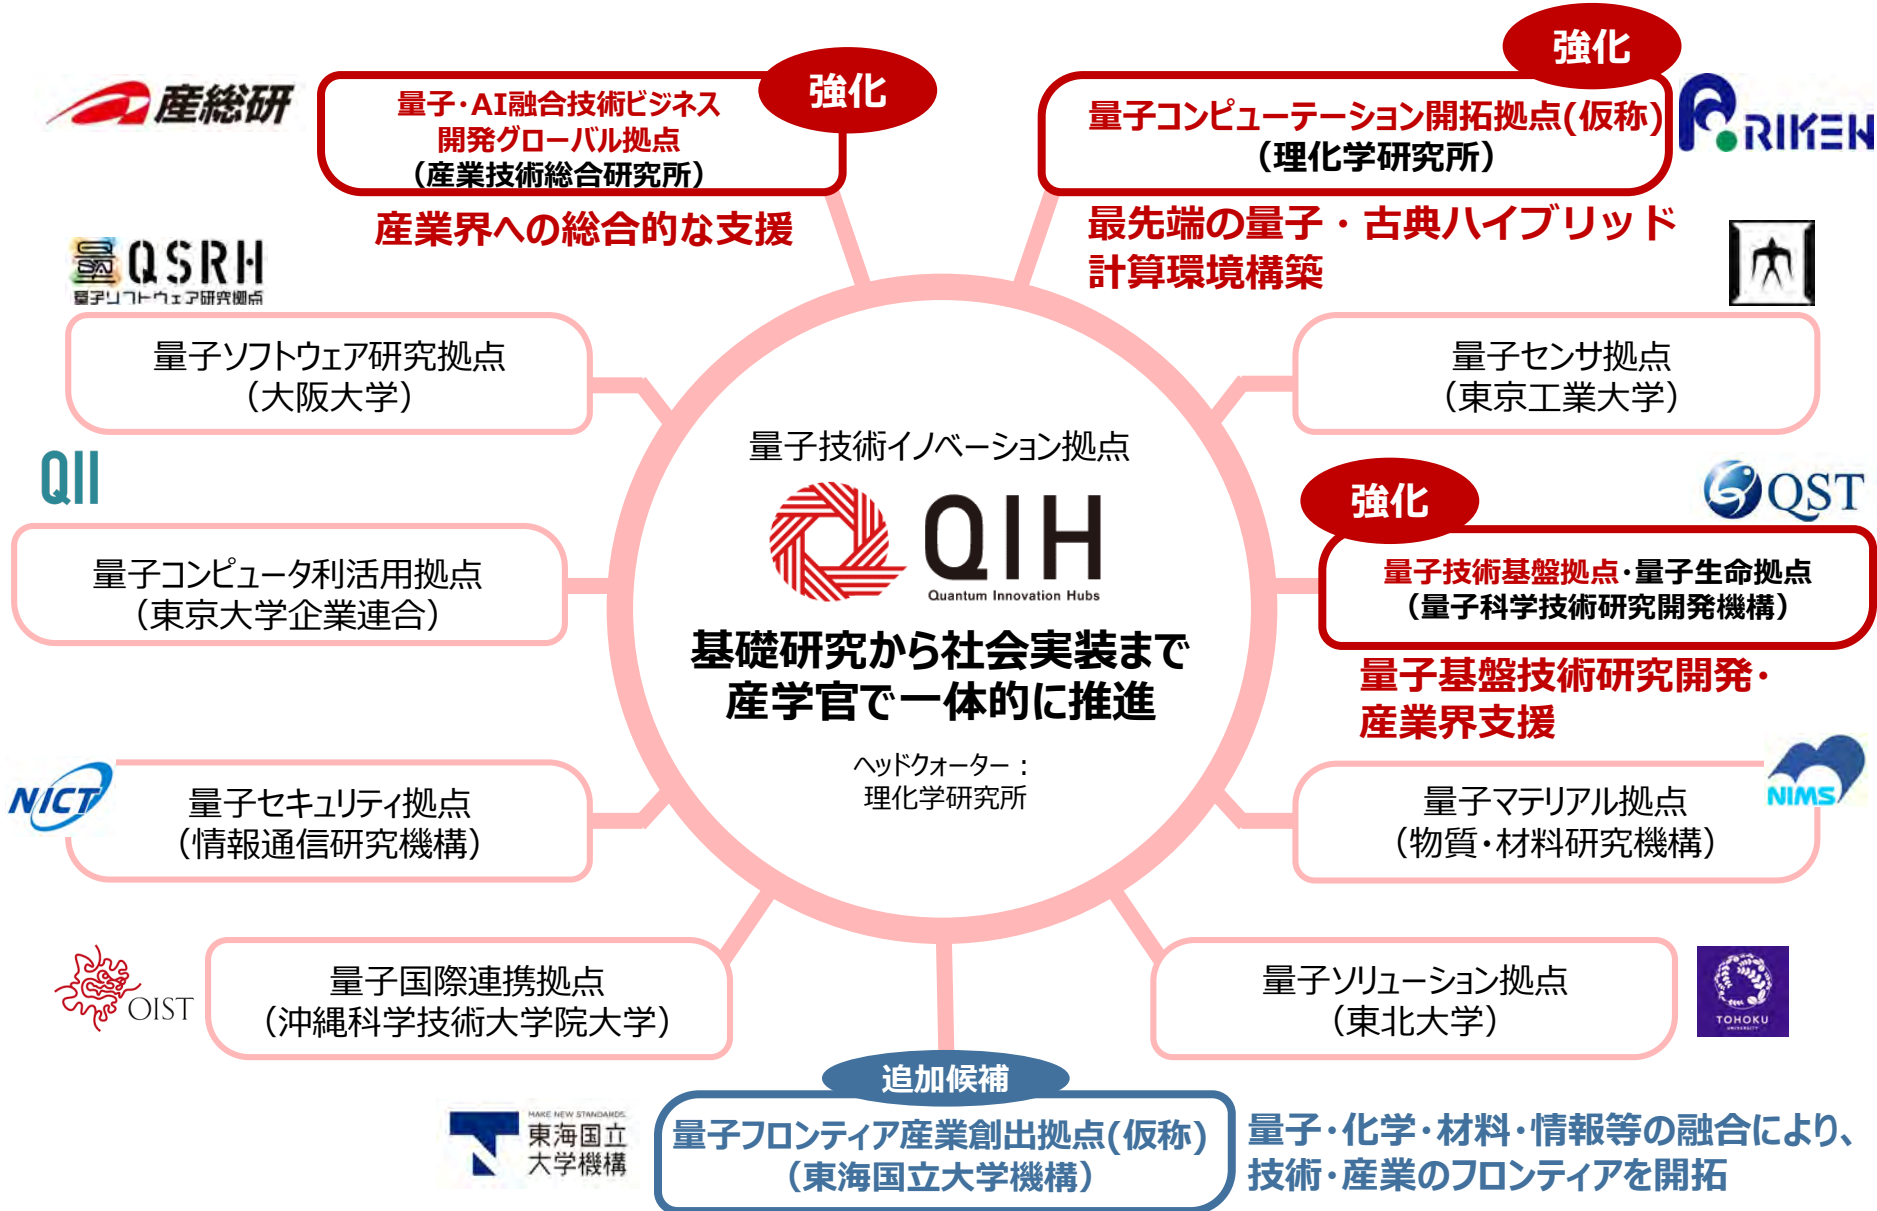 産総研
量子・AI融合技術ビジネス
開発グローバル拠点
（産業技術総合研究所）
強化
産業界への総合的な支援
強化
量子コンピューテーション開拓拠点(仮称)
（理化学研究所）
RIKEN
最先端の量子・古典ハイブリッド
計算環境構築
QSRH
量子ソフトウェア研究拠点
量子ソフトウェア研究拠点
（大阪大学）
量子センサ拠点
（東京工業大学）
QII
量子コンピュータ利活用拠点
（東京大学企業連合）
量子技術イノベーション拠点
QIH
Quantum Innovation Hubs
基礎研究から社会実装まで
産学官で一体的に推進
ヘッドクォーター：
理化学研究所
強化
QST
量子技術基盤拠点・量子生命拠点
（量子科学技術研究開発機構）
量子基盤技術研究開発・
産業界支援
NICT
量子セキュリティ拠点
（情報通信研究機構）
NIMS
量子マテリアル拠点
（物質・材料研究機構）
OIST
量子国際連携拠点
（沖縄科学技術大学院大学）
量子ソリューション拠点
（東北大学）
TOHOKU
UNIVERSITY
追加候補
MAKE NEW STANDARDS.
東海国立
大学機構
量子フロンティア産業創出拠点(仮称)
（東海国立大学機構）
量子・化学・材料・情報等の融合により、
技術・産業のフロンティアを開拓